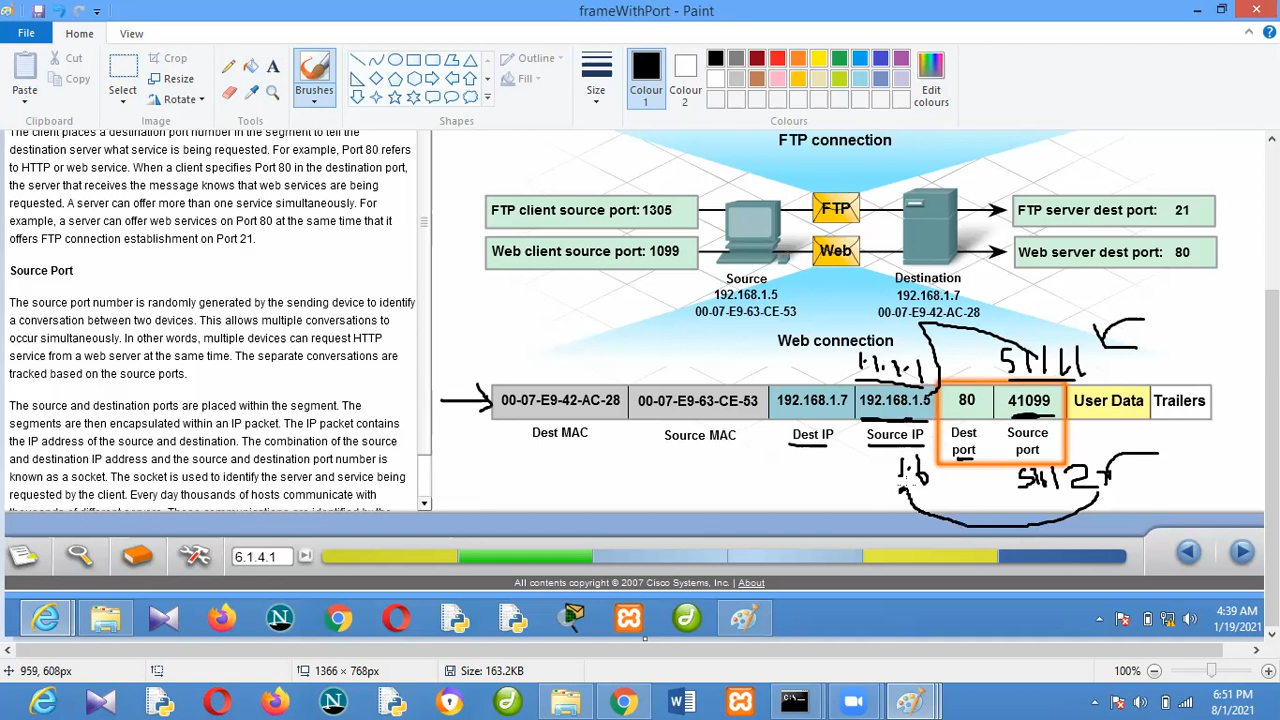 frameWithPort - Paint
File Home View
Paste
Cut
Copy
Clipboard
Select
Crop
Resize
Rotate
Image
A
Tools
Brushes
Outline
Fill
Shapes
Size
Colour 1
Colour 2
Edit colours
Colours
The client places a destination port number in the segment to tell the
destination server what service is being requested. For example, Port 80 refers
to HTTP or web service. When a client specifies Port 80 in the destination port,
the server that receives the message knows that web services are being
requested. A server can offer more than one service simultaneously. For
example, a server can offer web services on Port 80 at the same time that it
offers FTP connection establishment on Port 21.
Source Port
The source port number is randomly generated by the sending device to identify
a conversation between two devices. This allows multiple conversations to
occur simultaneously. In other words, multiple devices can request HTTP
service from a web server at the same time. The separate conversations are
tracked based on the source ports.
The source and destination ports are placed within the segment. The
segments are then encapsulated within an IP packet. The IP packet contains
the IP address of the source and destination. The combination of the source
and destination IP address and the source and destination port number is
known as a socket. The socket is used to identify the server and service being
requested by the client. Every day thousands of hosts communicate with
FTP connection
FTP client source port: 1305
FTP
FTP server dest port: 21
Web client source port: 1099
Web
Web server dest port: 80
Source
192.168.1.5
00-07-E9-63-CE-53
Destination
192.168.1.7
00-07-E9-42-AC-28
Web connection
1.1.1.1
51111
00-07-E9-42-AC-28 00-07-E9-63-CE-53 192.168.1.7 192.168.1.5 80 41099 User Data Trailers
Dest MAC
Source MAC
Dest IP
Source IP
Dest port
Source port
1.6
6.1.4.1
All contents copyright © 2007 Cisco Systems, Inc. | About
4:39 AM
1/19/2021
959, 608px
1366 × 768px
Size: 163.2KB
100%
6:51 PM
8/1/2021